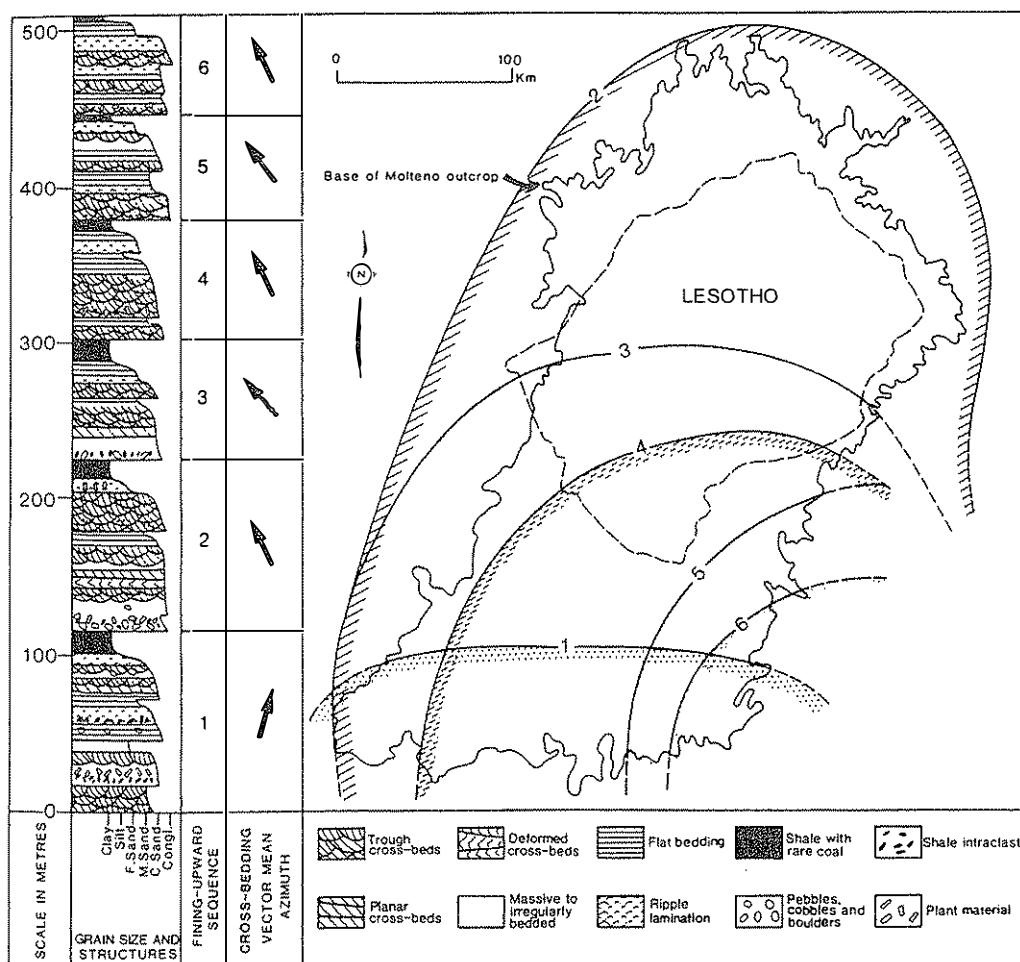 500
400
300
200
100
0
6
5
4
3
2
1
0
100
Km
2
Base of Molteno outcrop
N
LESOTHO
3
4
5
6
1
SCALE IN METRES
Clay
Silt
F. Sand
M. Sand
C. Sand
Congl.
GRAIN SIZE AND
STRUCTURES
FINING-UPWARD
SEQUENCE
CROSS-BEDDING
VECTOR MEAN
AZIMUTH
Trough
cross-beds
Deformed
cross-beds
Flat bedding
Shale with
rare coal
Shale intraclast
Planar
cross-beds
Massive to
irregularly
bedded
Ripple
lamination
Pebbles,
cobbles and
boulders
Plant material